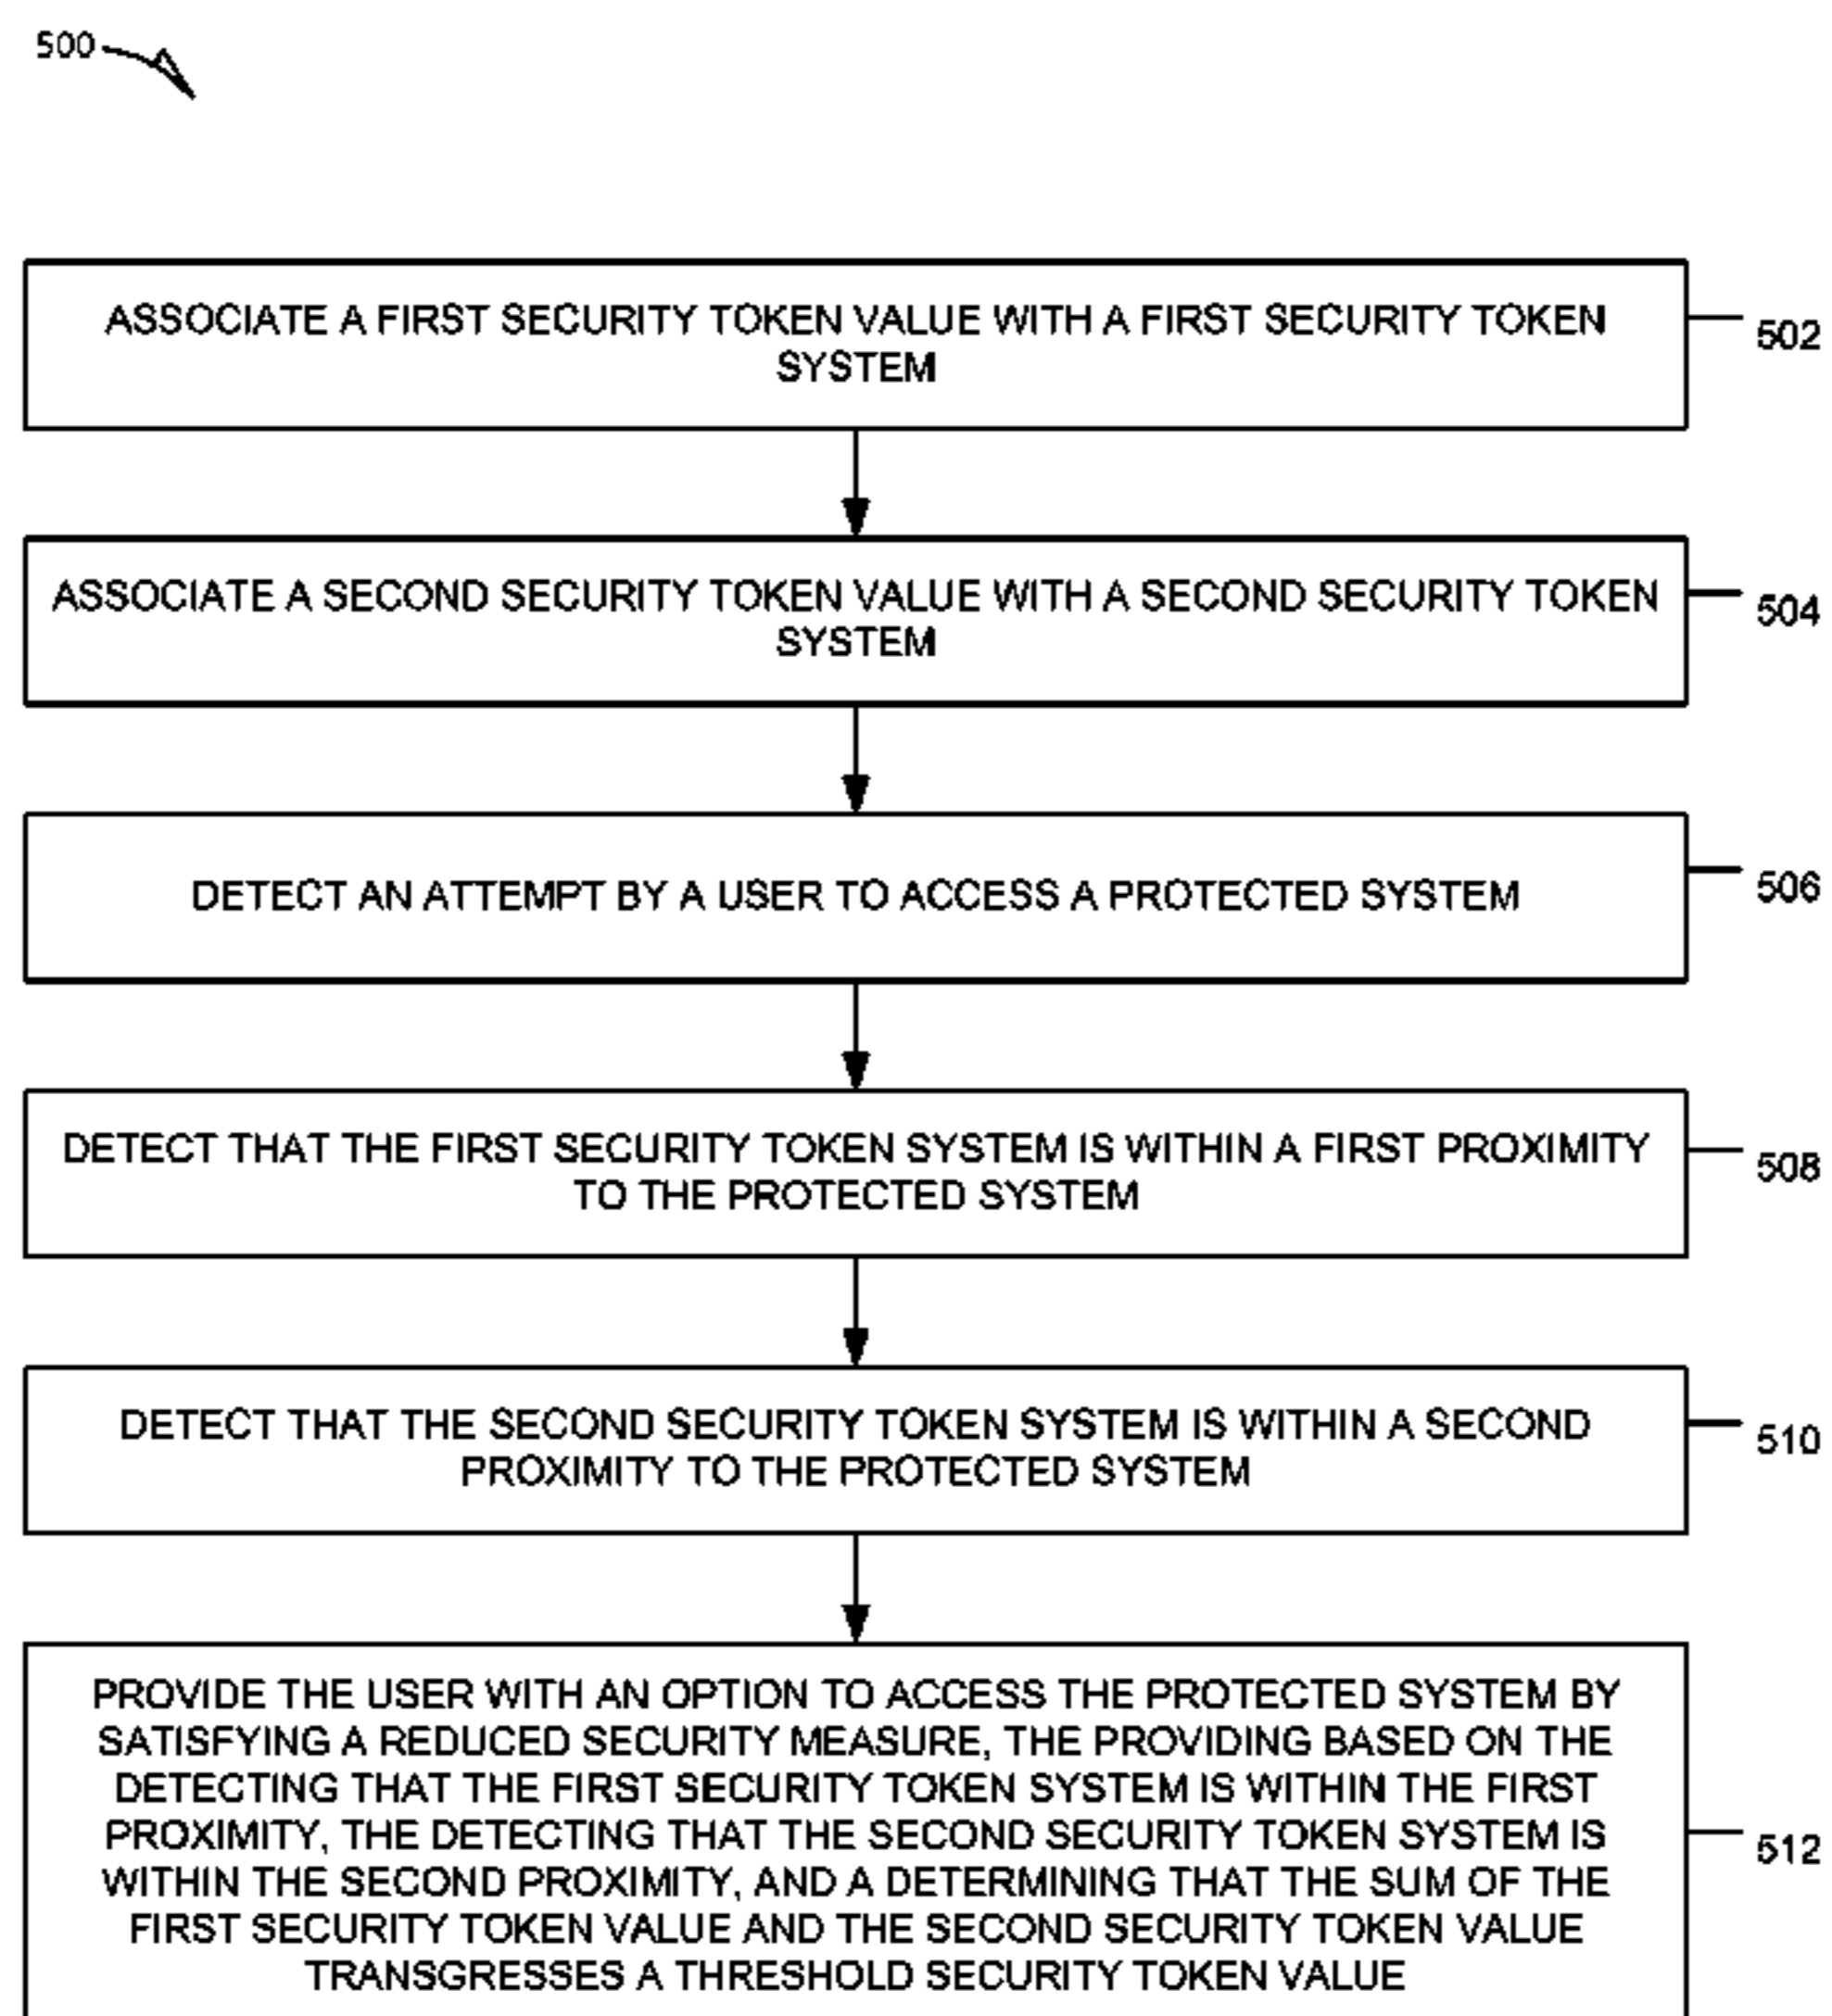 500
ASSOCIATE A FIRST SECURITY TOKEN VALUE WITH A FIRST SECURITY TOKEN
SYSTEM
502
ASSOCIATE A SECOND SECURITY TOKEN VALUE WITH A SECOND SECURITY TOKEN
SYSTEM
504
DETECT AN ATTEMPT BY A USER TO ACCESS A PROTECTED SYSTEM
506
DETECT THAT THE FIRST SECURITY TOKEN SYSTEM IS WITHIN A FIRST PROXIMITY
TO THE PROTECTED SYSTEM
508
DETECT THAT THE SECOND SECURITY TOKEN SYSTEM IS WITHIN A SECOND
PROXIMITY TO THE PROTECTED SYSTEM
510
PROVIDE THE USER WITH AN OPTION TO ACCESS THE PROTECTED SYSTEM BY
SATISFYING A REDUCED SECURITY MEASURE, THE PROVIDING BASED ON THE
DETECTING THAT THE FIRST SECURITY TOKEN SYSTEM IS WITHIN THE FIRST
PROXIMITY, THE DETECTING THAT THE SECOND SECURITY TOKEN SYSTEM IS
WITHIN THE SECOND PROXIMITY, AND A DETERMINING THAT THE SUM OF THE
FIRST SECURITY TOKEN VALUE AND THE SECOND SECURITY TOKEN VALUE
TRANSGRESSES A THRESHOLD SECURITY TOKEN VALUE
512